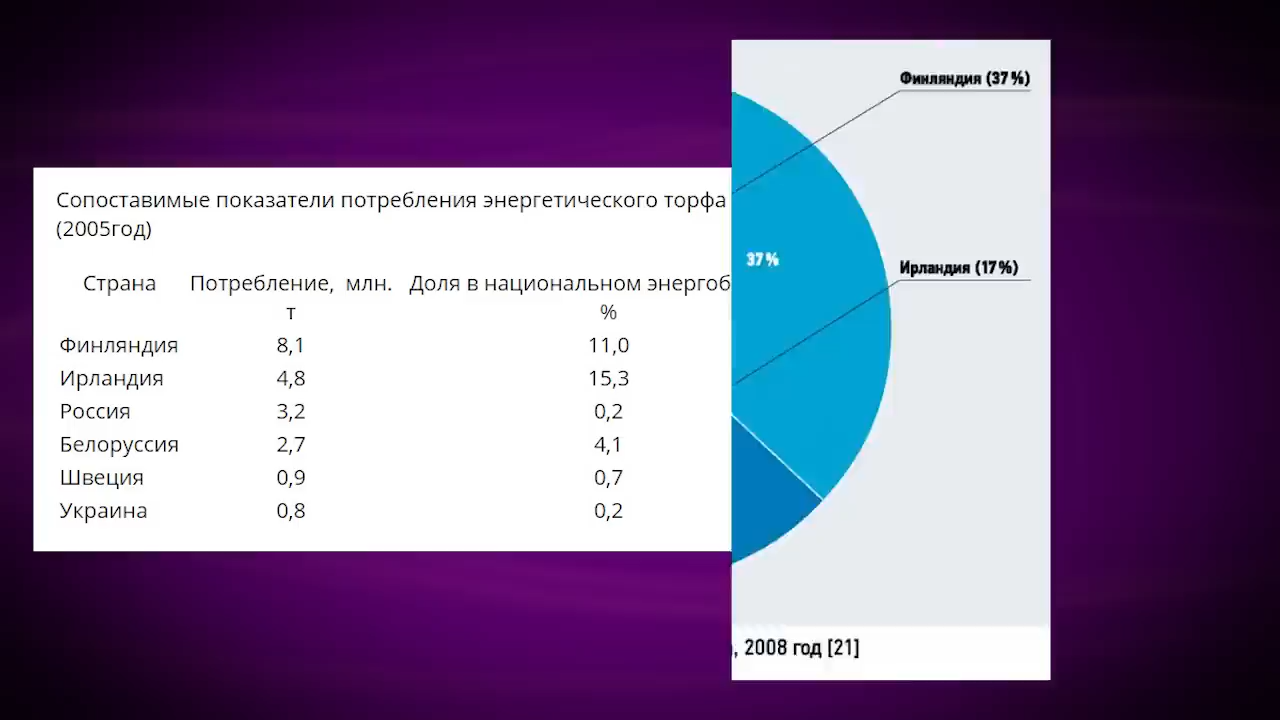 Сопоставимые показатели потребления энергетического торфа
(2005год)
Страна Потребление, млн. Доля в национальном
т %
Финляндия 8,1 11,0
Ирландия 4,8 15,3
Россия 3,2 0,2
Белоруссия 2,7 4,1
Швеция 0,9 0,7
Украина 0,8 0,2
Финляндия (37%)
37%
Ирландия (17%)
, 2008 год [21]